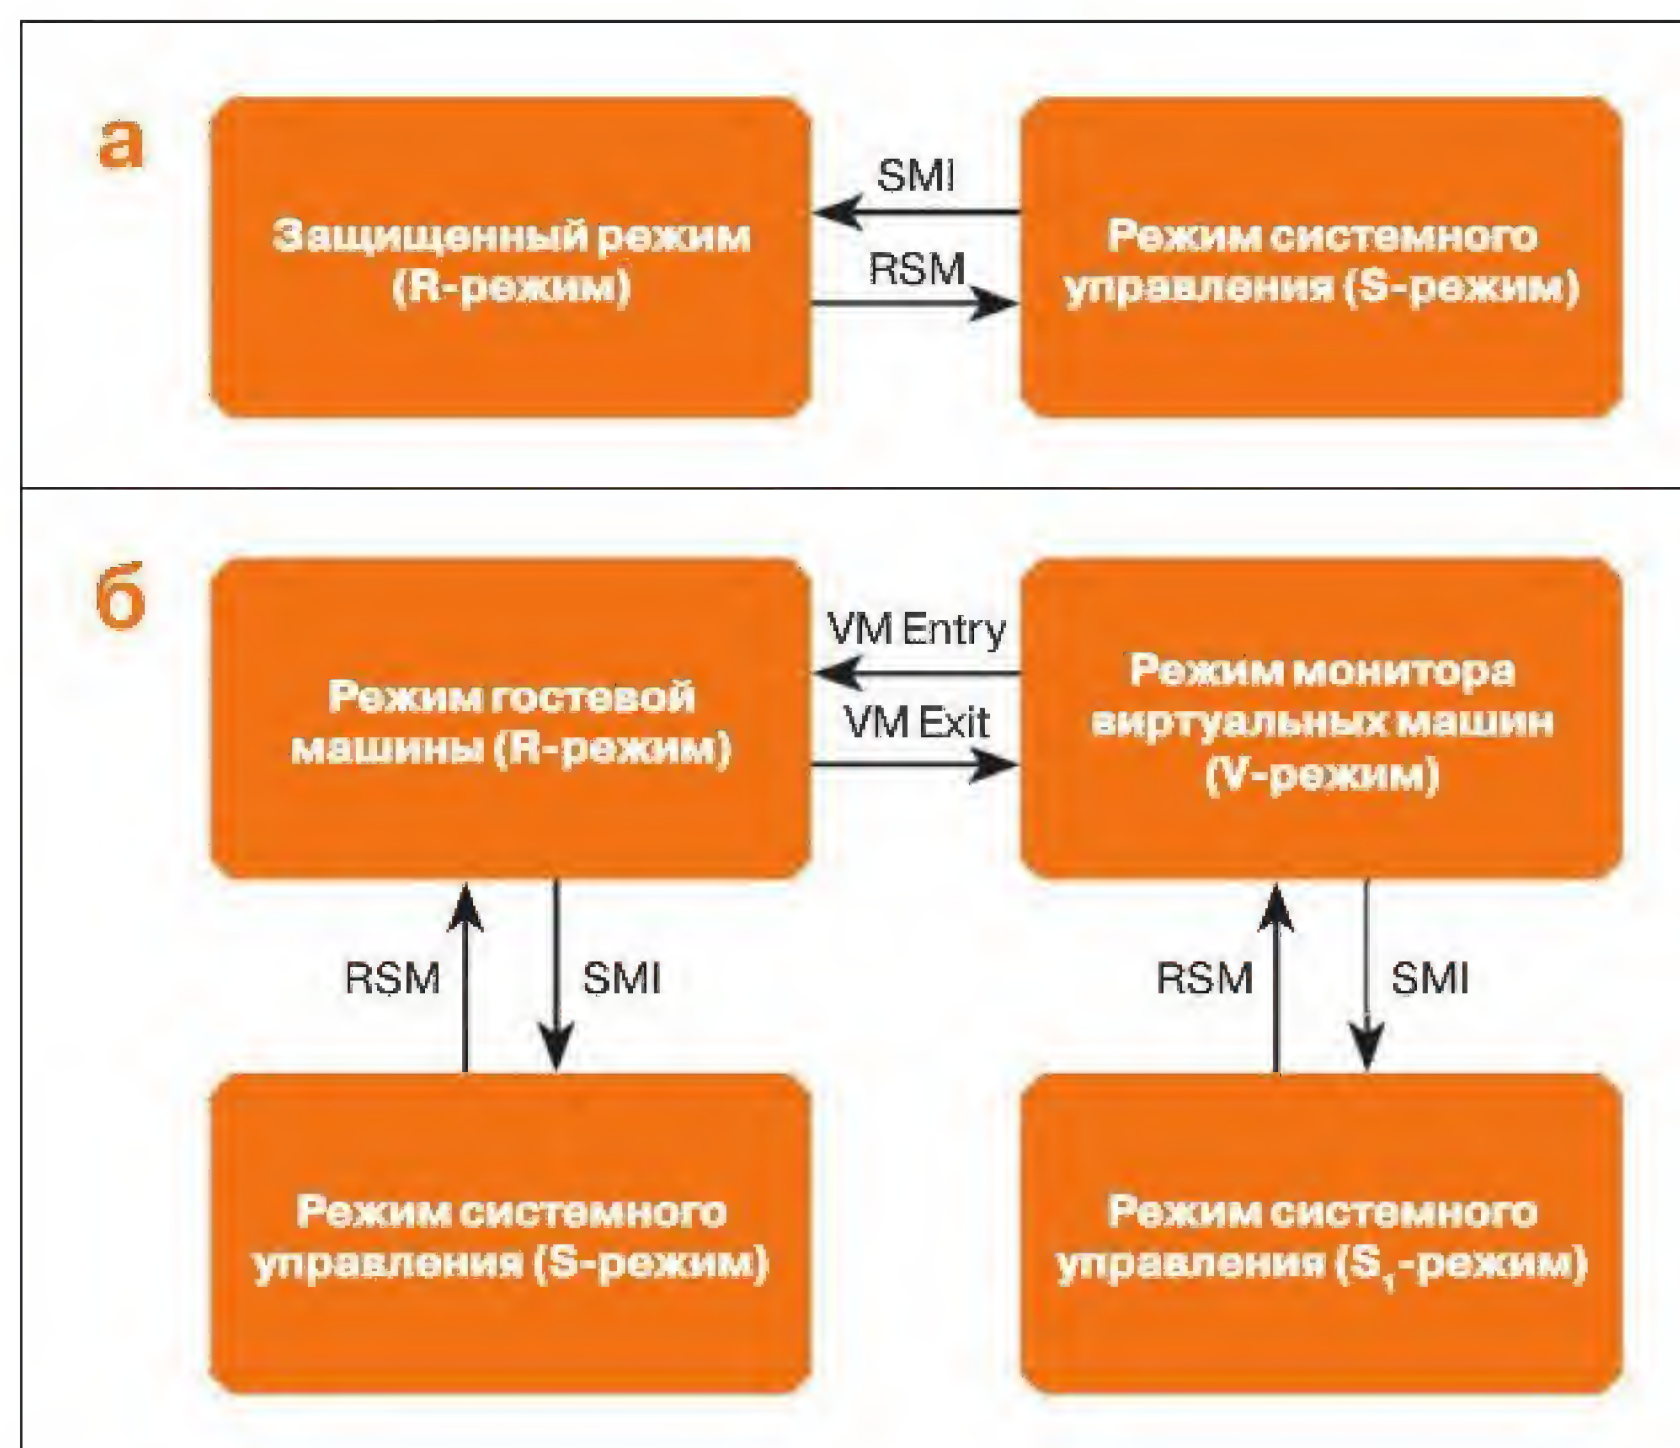 а
Защищенный режим
(R-режим)
SMI
RSM
Режим системного
управления (S-режим)
б
Режим гостевой
машины (R-режим)
VM Entry
VM Exit
Режим монитора
виртуальных машин
(V-режим)
RSM
SMI
RSM
SMI
Режим системного
управления (S-режим)
Режим системного
управления (S₁-режим)